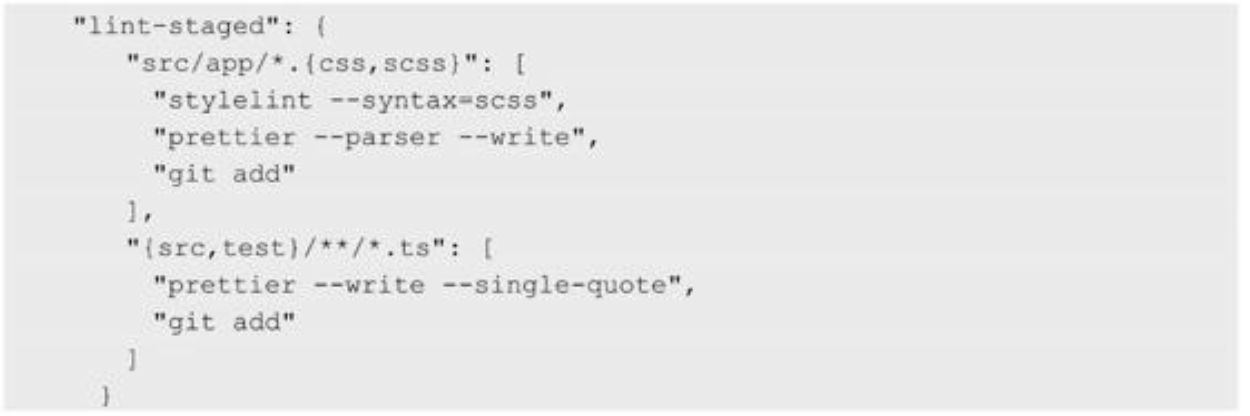 "lint-staged": {
"src/app/*.{css,scss}": [
"stylelint --syntax=scss",
"prettier --parser --write",
"git add"
],
"{src,test}/**/*.ts": [
"prettier --write --single-quote",
"git add"
]
}